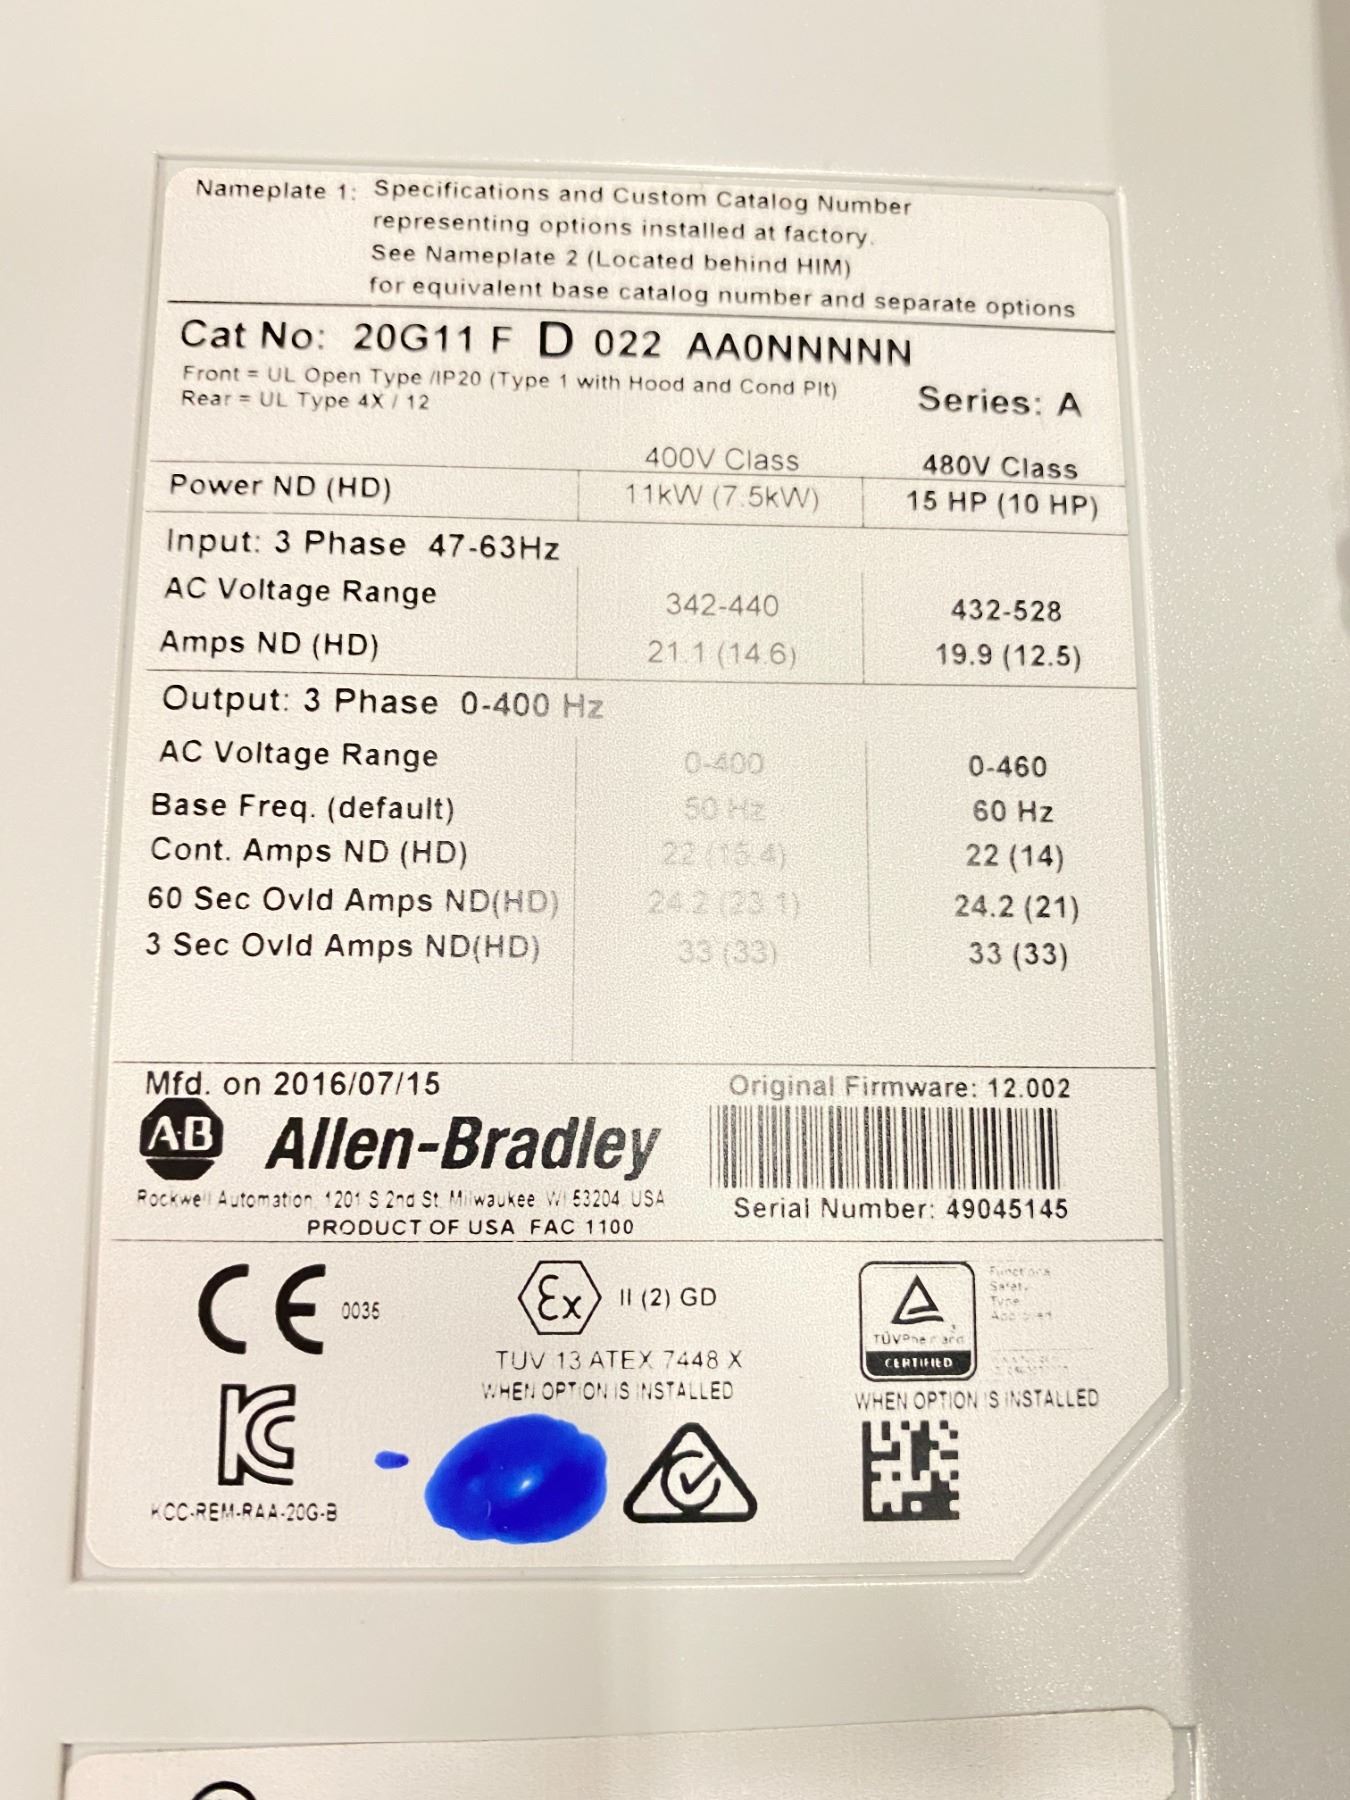 Nameplate 1: Specifications and Custom Catalog Number
representing options installed at factory.
See Nameplate 2 (Located behind HIM)
for equivalent base catalog number and separate options
Cat No: 20G11 F D 022 AA0NNNNN
Front = UL Open Type /IP20 (Type 1 with Hood and Cond Plt)
Rear = UL Type 4X / 12
Series: A
400V Class 480V Class
Power ND (HD) 11kW (7.5kW) 15 HP (10 HP)
Input: 3 Phase 47-63Hz
AC Voltage Range 342-440 432-528
Amps ND (HD) 21.1 (14.6) 19.9 (12.5)
Output: 3 Phase 0-400 Hz
AC Voltage Range 0-400 0-460
Base Freq. (default) 50 Hz 60 Hz
Cont. Amps ND (HD) 22 (15.4) 22 (14)
60 Sec Ovld Amps ND(HD) 24.2 (23.1) 24.2 (21)
3 Sec Ovld Amps ND(HD) 33 (33) 33 (33)
Mfd. on 2016/07/15
Original Firmware: 12.002
A·B Allen-Bradley
Rockwell Automation, 1201 S 2nd St. Milwaukee WI 53204 USA
PRODUCT OF USA FAC 1100
Serial Number: 49045145
CE 0035
Ex II (2) GD
TUV 13 ATEX 7448 X
WHEN OPTION IS INSTALLED
TÜVRheinland
CERTIFIED
Functional
Safety
Type
Approved
WHEN OPTION IS INSTALLED
KC
KCC-REM-RAA-20G-B